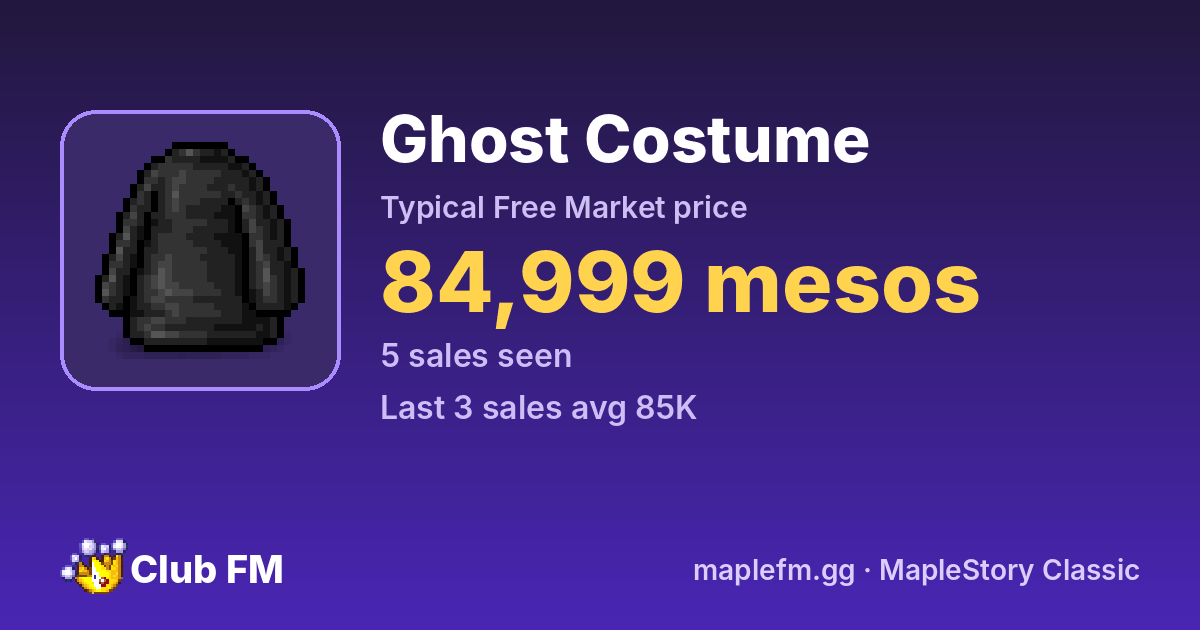 Ghost Costume
Typical Free Market price
84,999 mesos
5 sales seen
Last 3 sales avg 85K
Club FM
maplefm.gg · MapleStory Classic